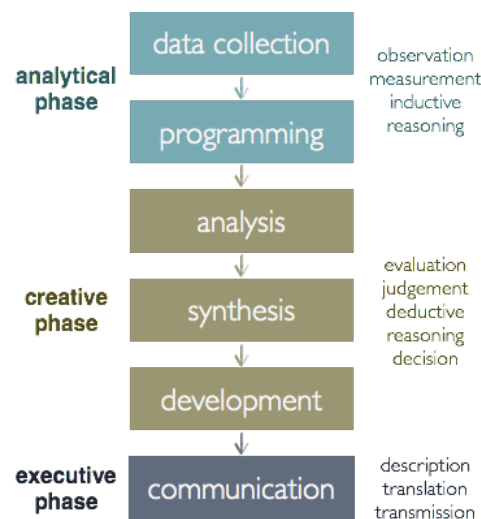 data collection
analytical
phase
observation
measurement
inductive
reasoning
programming
analysis
creative
phase
synthesis
evaluation
judgement
deductive
reasoning
decision
development
executive
phase
communication
description
translation
transmission